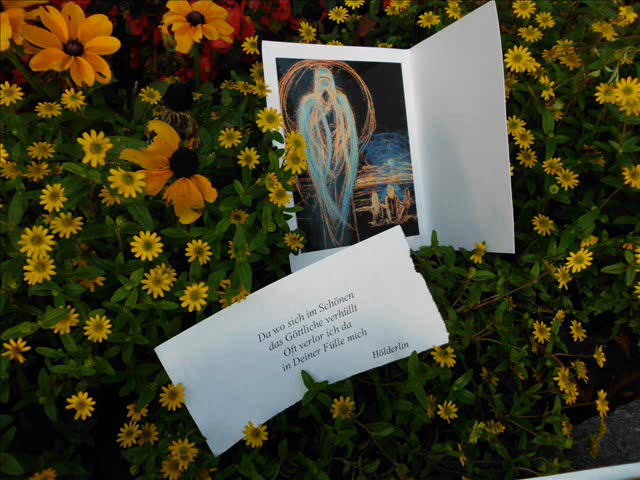 Da wo sich im Schönen
das Göttliche verhüllt
Oft verlor ich da
in Deiner Fülle mich
Hölderlin